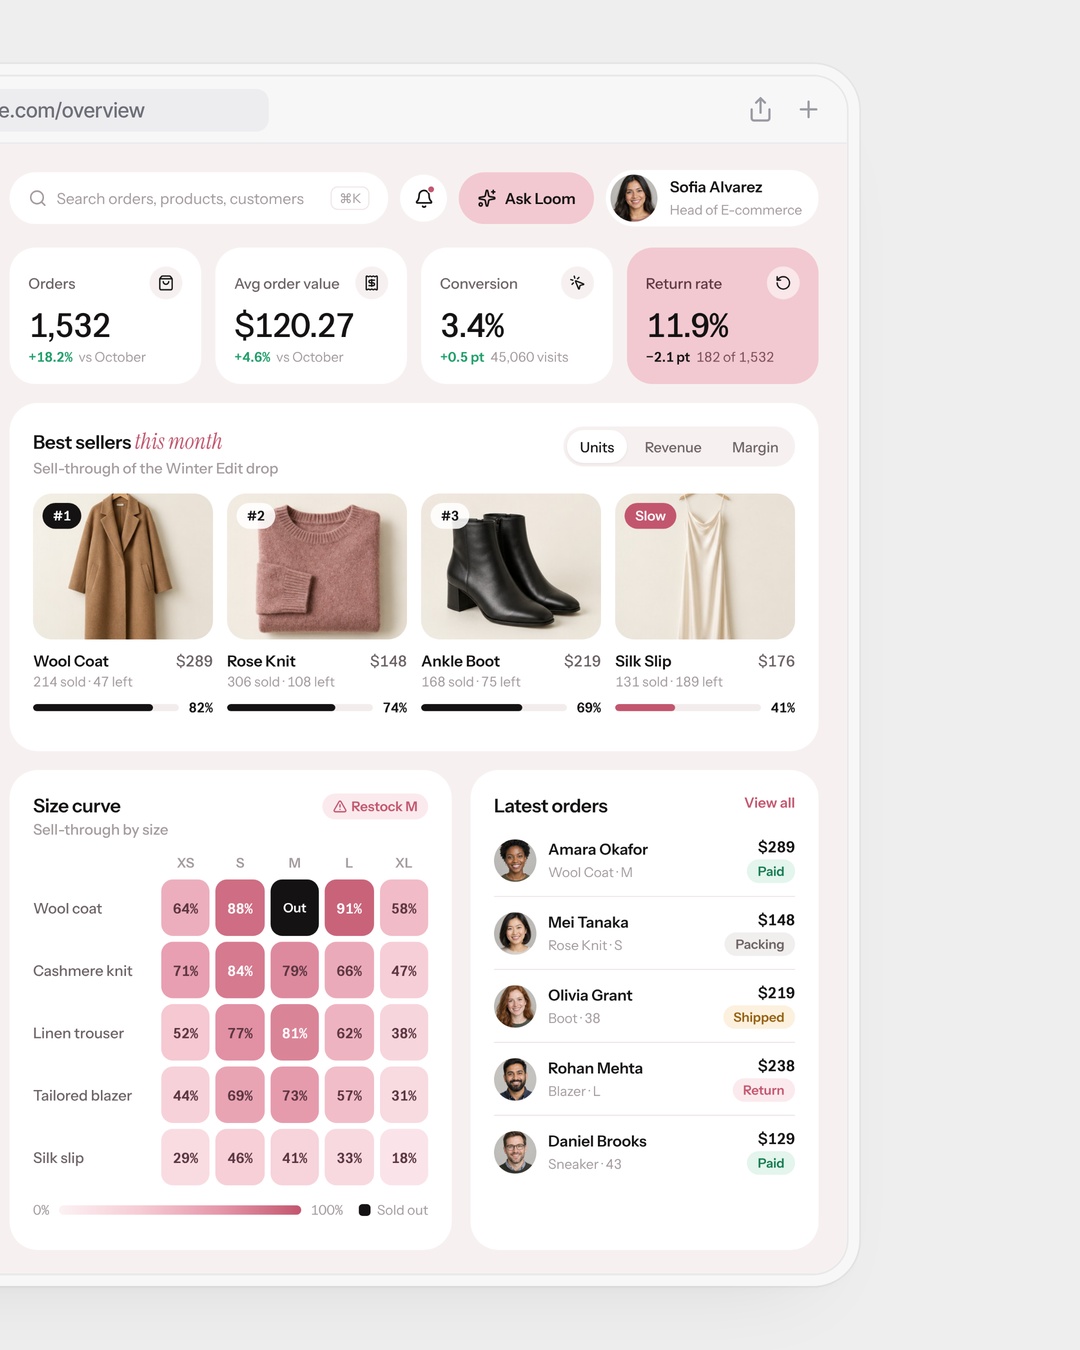 e.com/overview
Search orders, products, customers ⌘K
Ask Loom
Sofia Alvarez
Head of E-commerce
Orders
1,532
+18.2% vs October
Avg order value
$120.27
+4.6% vs October
Conversion
3.4%
+0.5 pt 45,060 visits
Return rate
11.9%
−2.1 pt 182 of 1,532
Best sellers this month
Sell-through of the Winter Edit drop
Units Revenue Margin
#1
Wool Coat $289
214 sold · 47 left
82%
#2
Rose Knit $148
306 sold · 108 left
74%
#3
Ankle Boot $219
168 sold · 75 left
69%
Slow
Silk Slip $176
131 sold · 189 left
41%
Size curve
Sell-through by size
Restock M
XS S M L XL
Wool coat 64% 88% Out 91% 58%
Cashmere knit 71% 84% 79% 66% 47%
Linen trouser 52% 77% 81% 62% 38%
Tailored blazer 44% 69% 73% 57% 31%
Silk slip 29% 46% 41% 33% 18%
0% 100% Sold out
Latest orders View all
Amara Okafor $289
Wool Coat · M Paid
Mei Tanaka $148
Rose Knit · S Packing
Olivia Grant $219
Boot · 38 Shipped
Rohan Mehta $238
Blazer · L Return
Daniel Brooks $129
Sneaker · 43 Paid